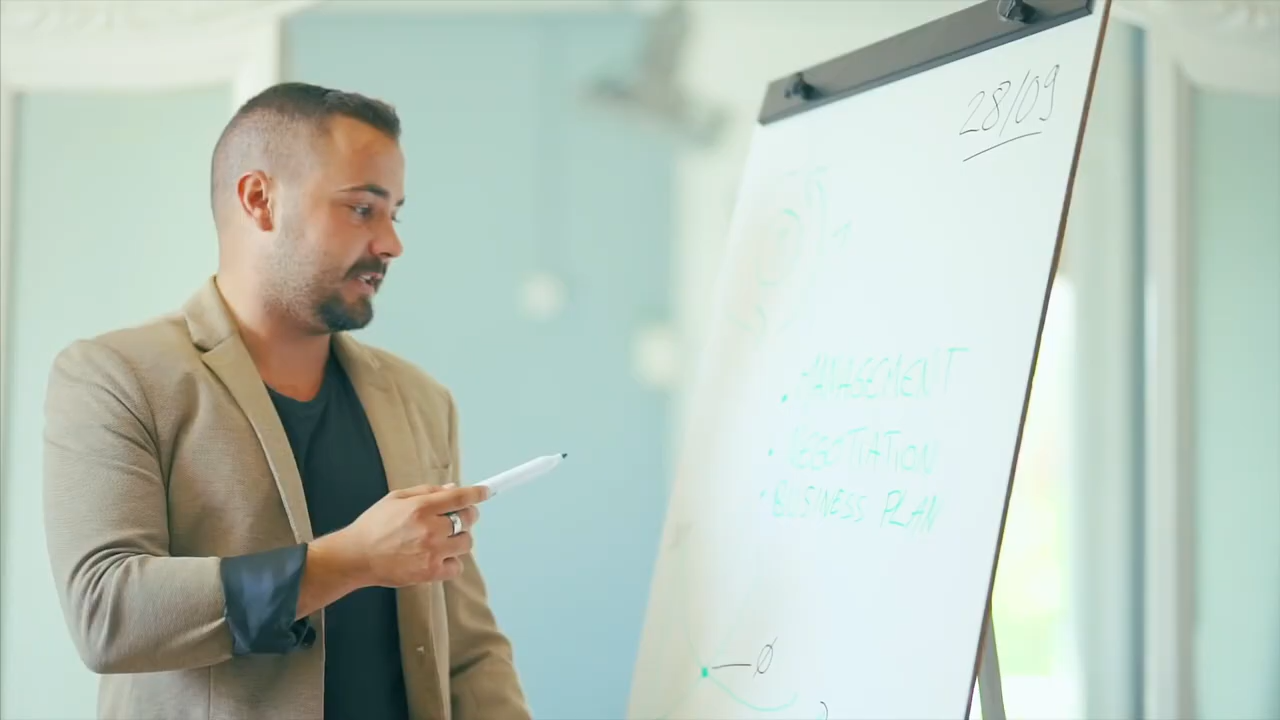 28/09
• MANAGEMENT
• NEGOTIATION
• BUSINESS PLAN
Ø